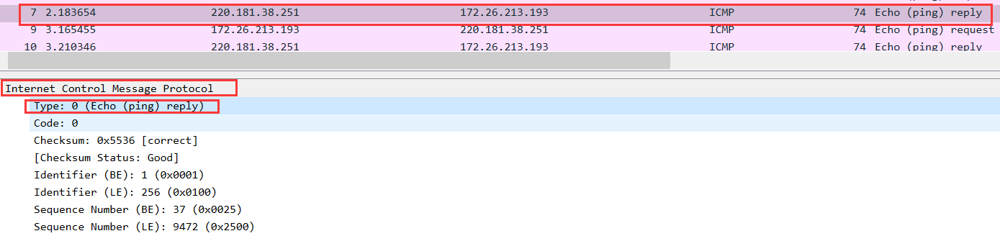 7 2.183654 220.181.38.251 172.26.213.193 ICMP 74 Echo (ping) reply
9 3.165455 172.26.213.193 220.181.38.251 ICMP 74 Echo (ping) request
10 3.210346 220.181.38.251 172.26.213.193 ICMP 74 Echo (ping) reply
Internet Control Message Protocol
Type: 0 (Echo (ping) reply)
Code: 0
Checksum: 0x5536 [correct]
[Checksum Status: Good]
Identifier (BE): 1 (0x0001)
Identifier (LE): 256 (0x0100)
Sequence Number (BE): 37 (0x0025)
Sequence Number (LE): 9472 (0x2500)